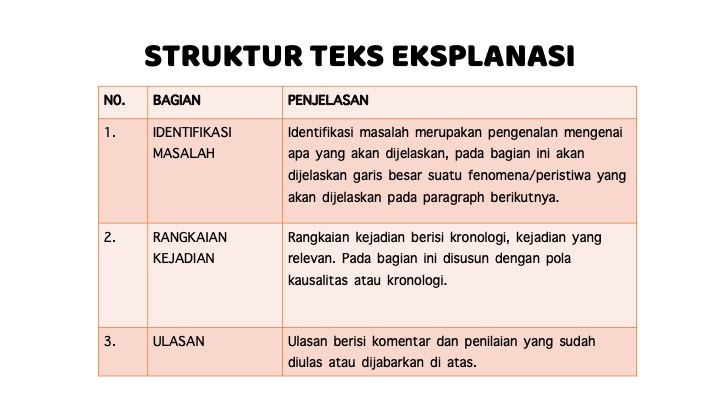 STRUKTUR TEKS EKSPLANASI
NO. BAGIAN PENJELASAN
1. IDENTIFIKASI MASALAH
Identifikasi masalah merupakan pengenalan mengenai
apa yang akan dijelaskan, pada bagian ini akan
dijelaskan garis besar suatu fenomena/peristiwa yang
akan dijelaskan pada paragraph berikutnya.
2. RANGKAIAN KEJADIAN
Rangkaian kejadian berisi kronologi, kejadian yang
relevan. Pada bagian ini disusun dengan pola
kausalitas atau kronologi.
3. ULASAN
Ulasan berisi komentar dan penilaian yang sudah
diulas atau dijabarkan di atas.